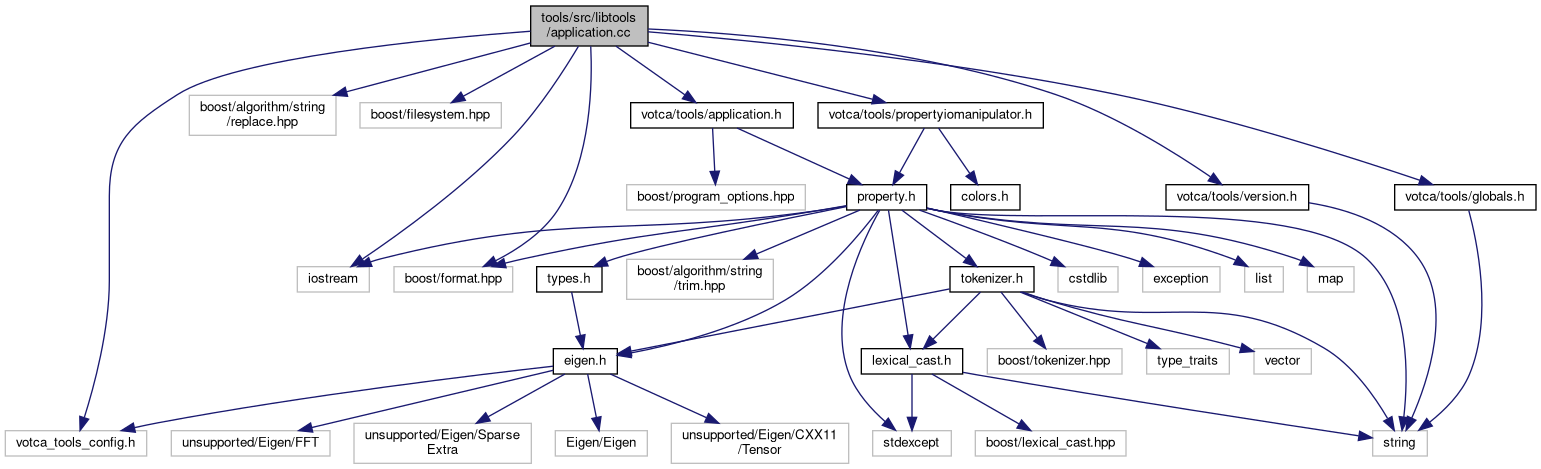 tools/src/libtools
/application.cc
boost/algorithm/string
/replace.hpp
boost/filesystem.hpp
votca/tools/application.h
votca/tools/propertyiomanipulator.h
boost/program_options.hpp
property.h
colors.h
votca/tools/version.h
votca/tools/globals.h
iostream
boost/format.hpp
types.h
boost/algorithm/string
/trim.hpp
tokenizer.h
cstdlib
exception
list
map
eigen.h
lexical_cast.h
boost/tokenizer.hpp
type_traits
vector
votca_tools_config.h
unsupported/Eigen/FFT
unsupported/Eigen/Sparse
Extra
Eigen/Eigen
unsupported/Eigen/CXX11
/Tensor
stdexcept
boost/lexical_cast.hpp
string